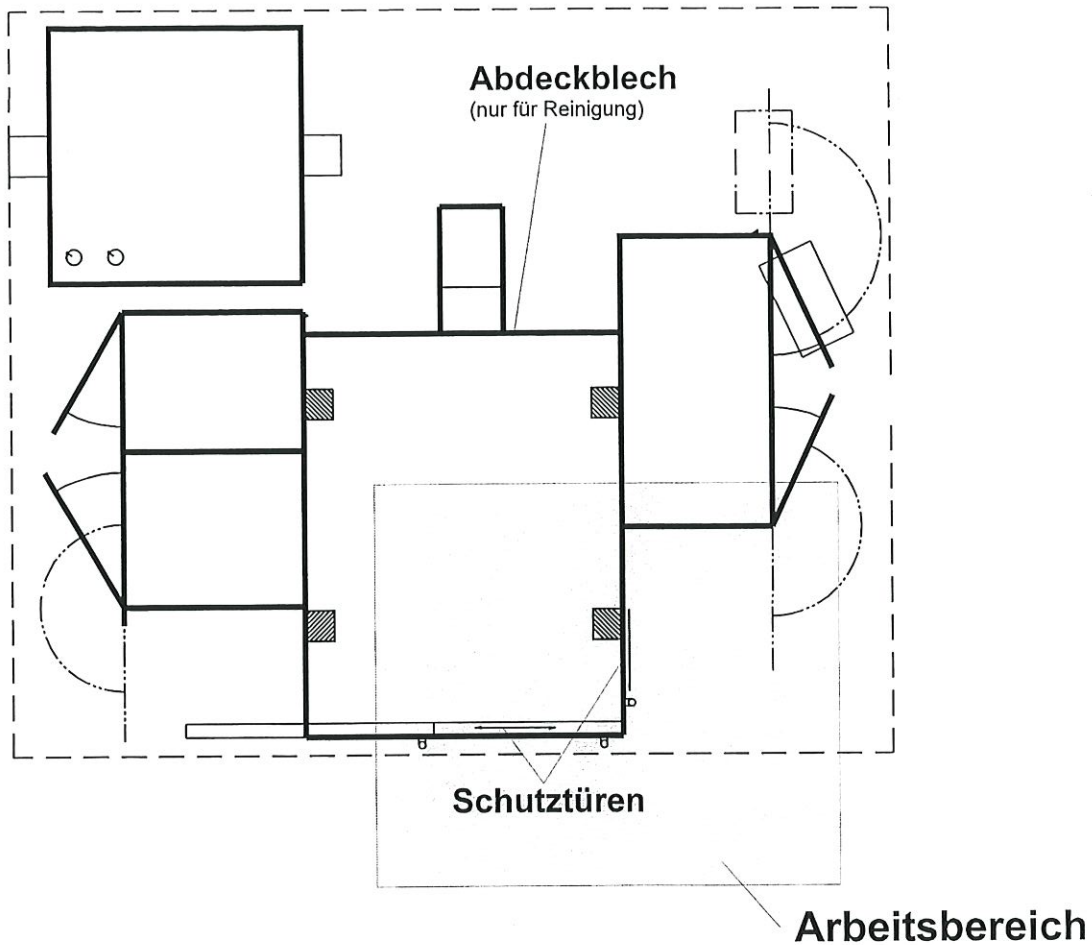 Abdeckblech
(nur für Reinigung)
Schutztüren
Arbeitsbereich